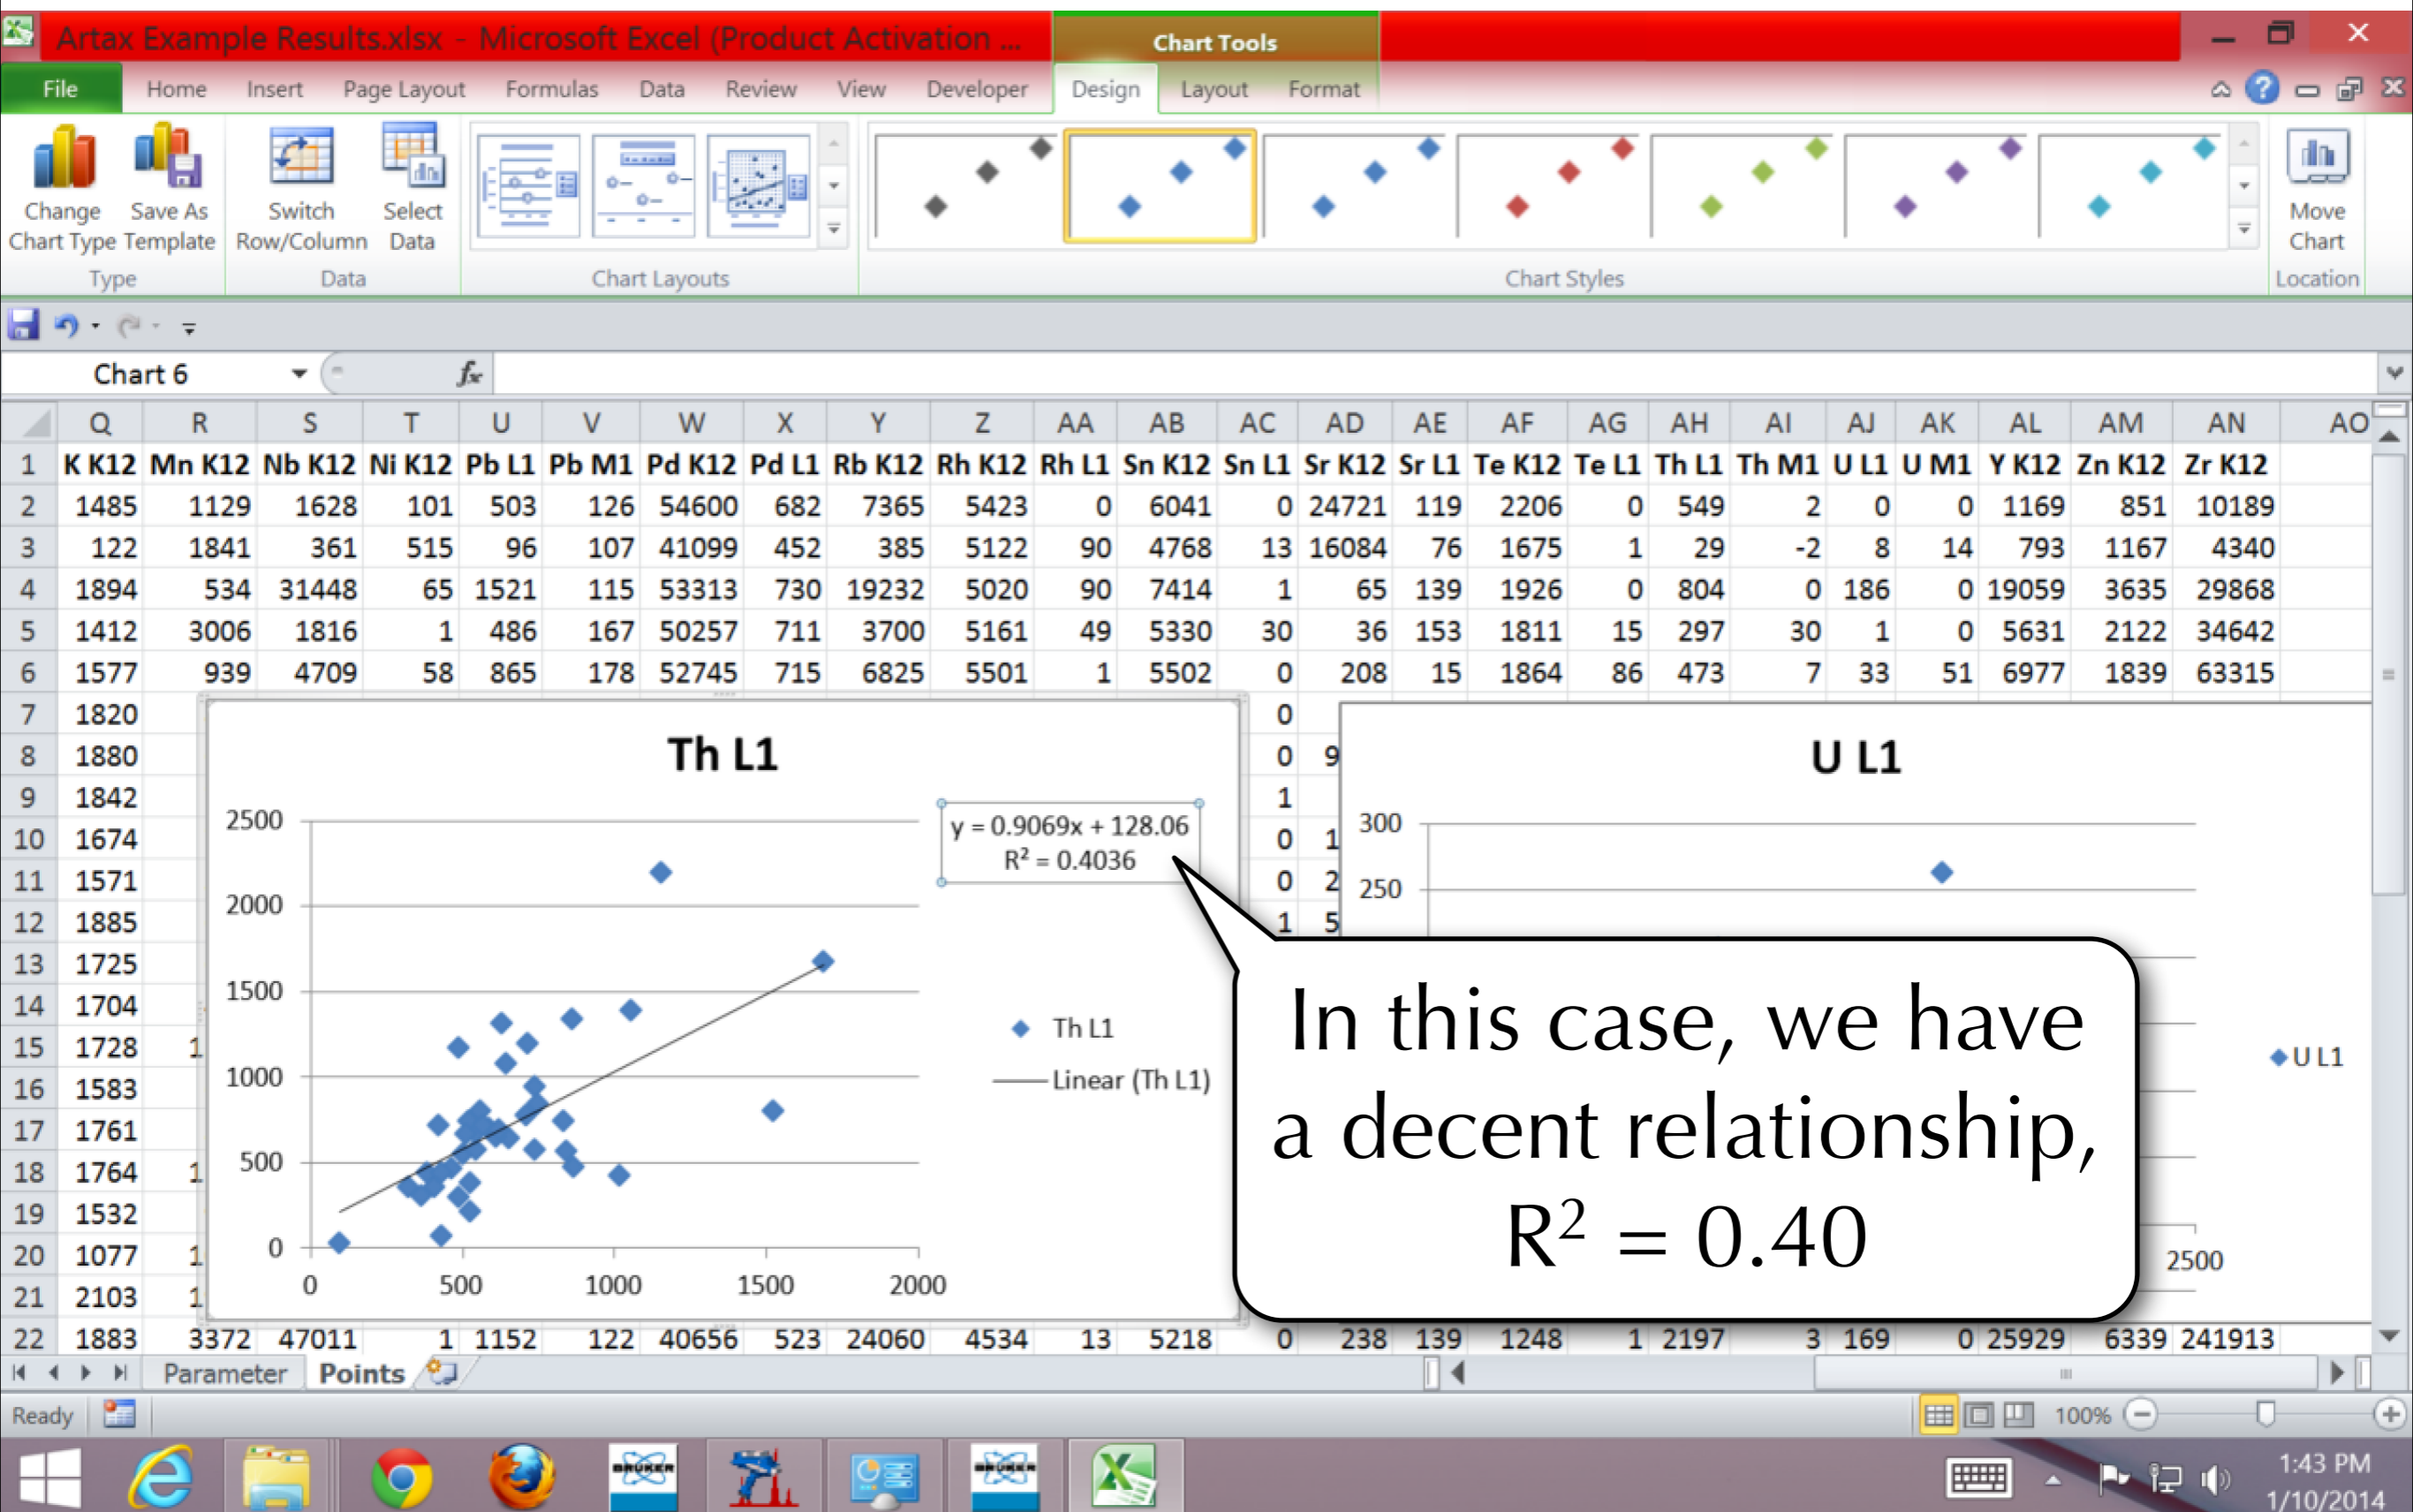 Artax Example Results.xlsx - Microsoft Excel (Product Activation ...
Chart Tools
File Home Insert Page Layout Formulas Data Review View Developer Design Layout Format
Change Chart Type
Save As Template
Switch Row/Column
Select Data
Move Chart
Type Data Chart Layouts Chart Styles Location
Chart 6 fx
Q R S T U V W X Y Z AA AB AC AD AE AF AG AH AI AJ AK AL AM AN AO
1 K K12 Mn K12 Nb K12 Ni K12 Pb L1 Pb M1 Pd K12 Pd L1 Rb K12 Rh K12 Rh L1 Sn K12 Sn L1 Sr K12 Sr L1 Te K12 Te L1 Th L1 Th M1 U L1 U M1 Y K12 Zn K12 Zr K12
2 1485 1129 1628 101 503 126 54600 682 7365 5423 0 6041 0 24721 119 2206 0 549 2 0 0 1169 851 10189
3 122 1841 361 515 96 107 41099 452 385 5122 90 4768 13 16084 76 1675 1 29 -2 8 14 793 1167 4340
4 1894 534 31448 65 1521 115 53313 730 19232 5020 90 7414 1 65 139 1926 0 804 0 186 0 19059 3635 29868
5 1412 3006 1816 1 486 167 50257 711 3700 5161 49 5330 30 36 153 1811 15 297 30 1 0 5631 2122 34642
6 1577 939 4709 58 865 178 52745 715 6825 5501 1 5502 0 208 15 1864 86 473 7 33 51 6977 1839 63315
7 1820 0
8 1880 0 9
9 1842 1
10 1674 0 1
11 1571 0 2
12 1885 1 5
13 1725
14 1704
15 1728 1
16 1583
17 1761
18 1764 1
19 1532
20 1077 1
21 2103 1
22 1883 3372 47011 1 1152 122 40656 523 24060 4534 13 5218 0 238 139 1248 1 2197 3 169 0 25929 6339 241913
Th L1
y = 0.9069x + 128.06
R² = 0.4036
2500
2000
1500
1000
500
0
0 500 1000 1500 2000
Th L1
Linear (Th L1)
U L1
300
250
U L1
2500
In this case, we have
a decent relationship,
R² = 0.40
Parameter Points
Ready 100%
BRUKER BRUKER
1:43 PM
1/10/2014